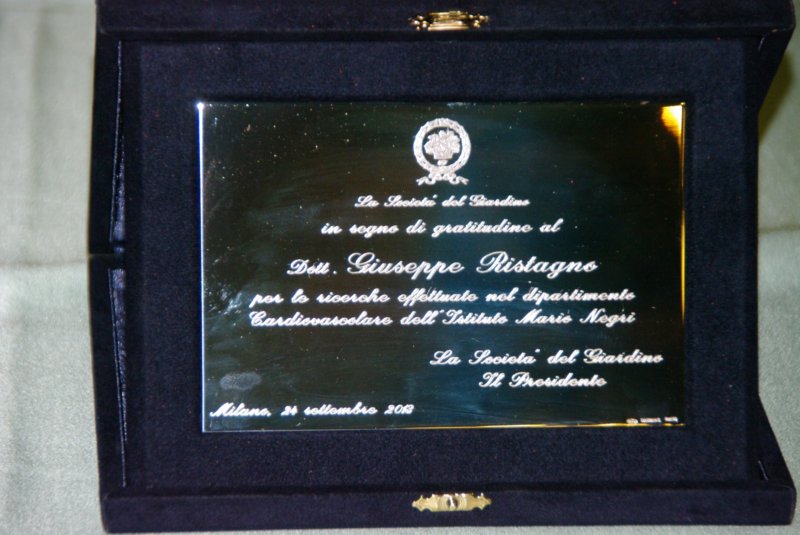 La Società del Giardino
in segno di gratitudine al
Dott. Giuseppe Ristagno
per le ricerche effettuate nel dipartimento
Cardiovascolare dell'Istituto Mario Negri
La Società del Giardino
Il Presidente
Milano, 24 settembre 2013